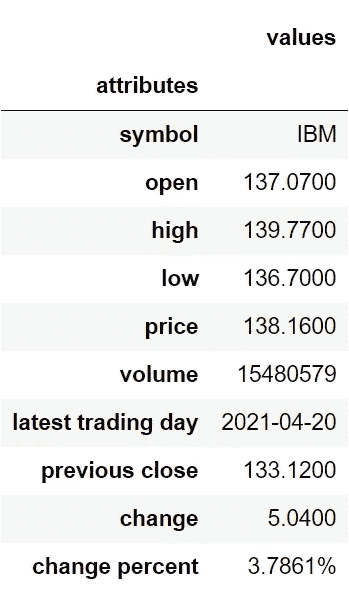 values
attributes
symbol IBM
open 137.0700
high 139.7700
low 136.7000
price 138.1600
volume 15480579
latest trading day 2021-04-20
previous close 133.1200
change 5.0400
change percent 3.7861%